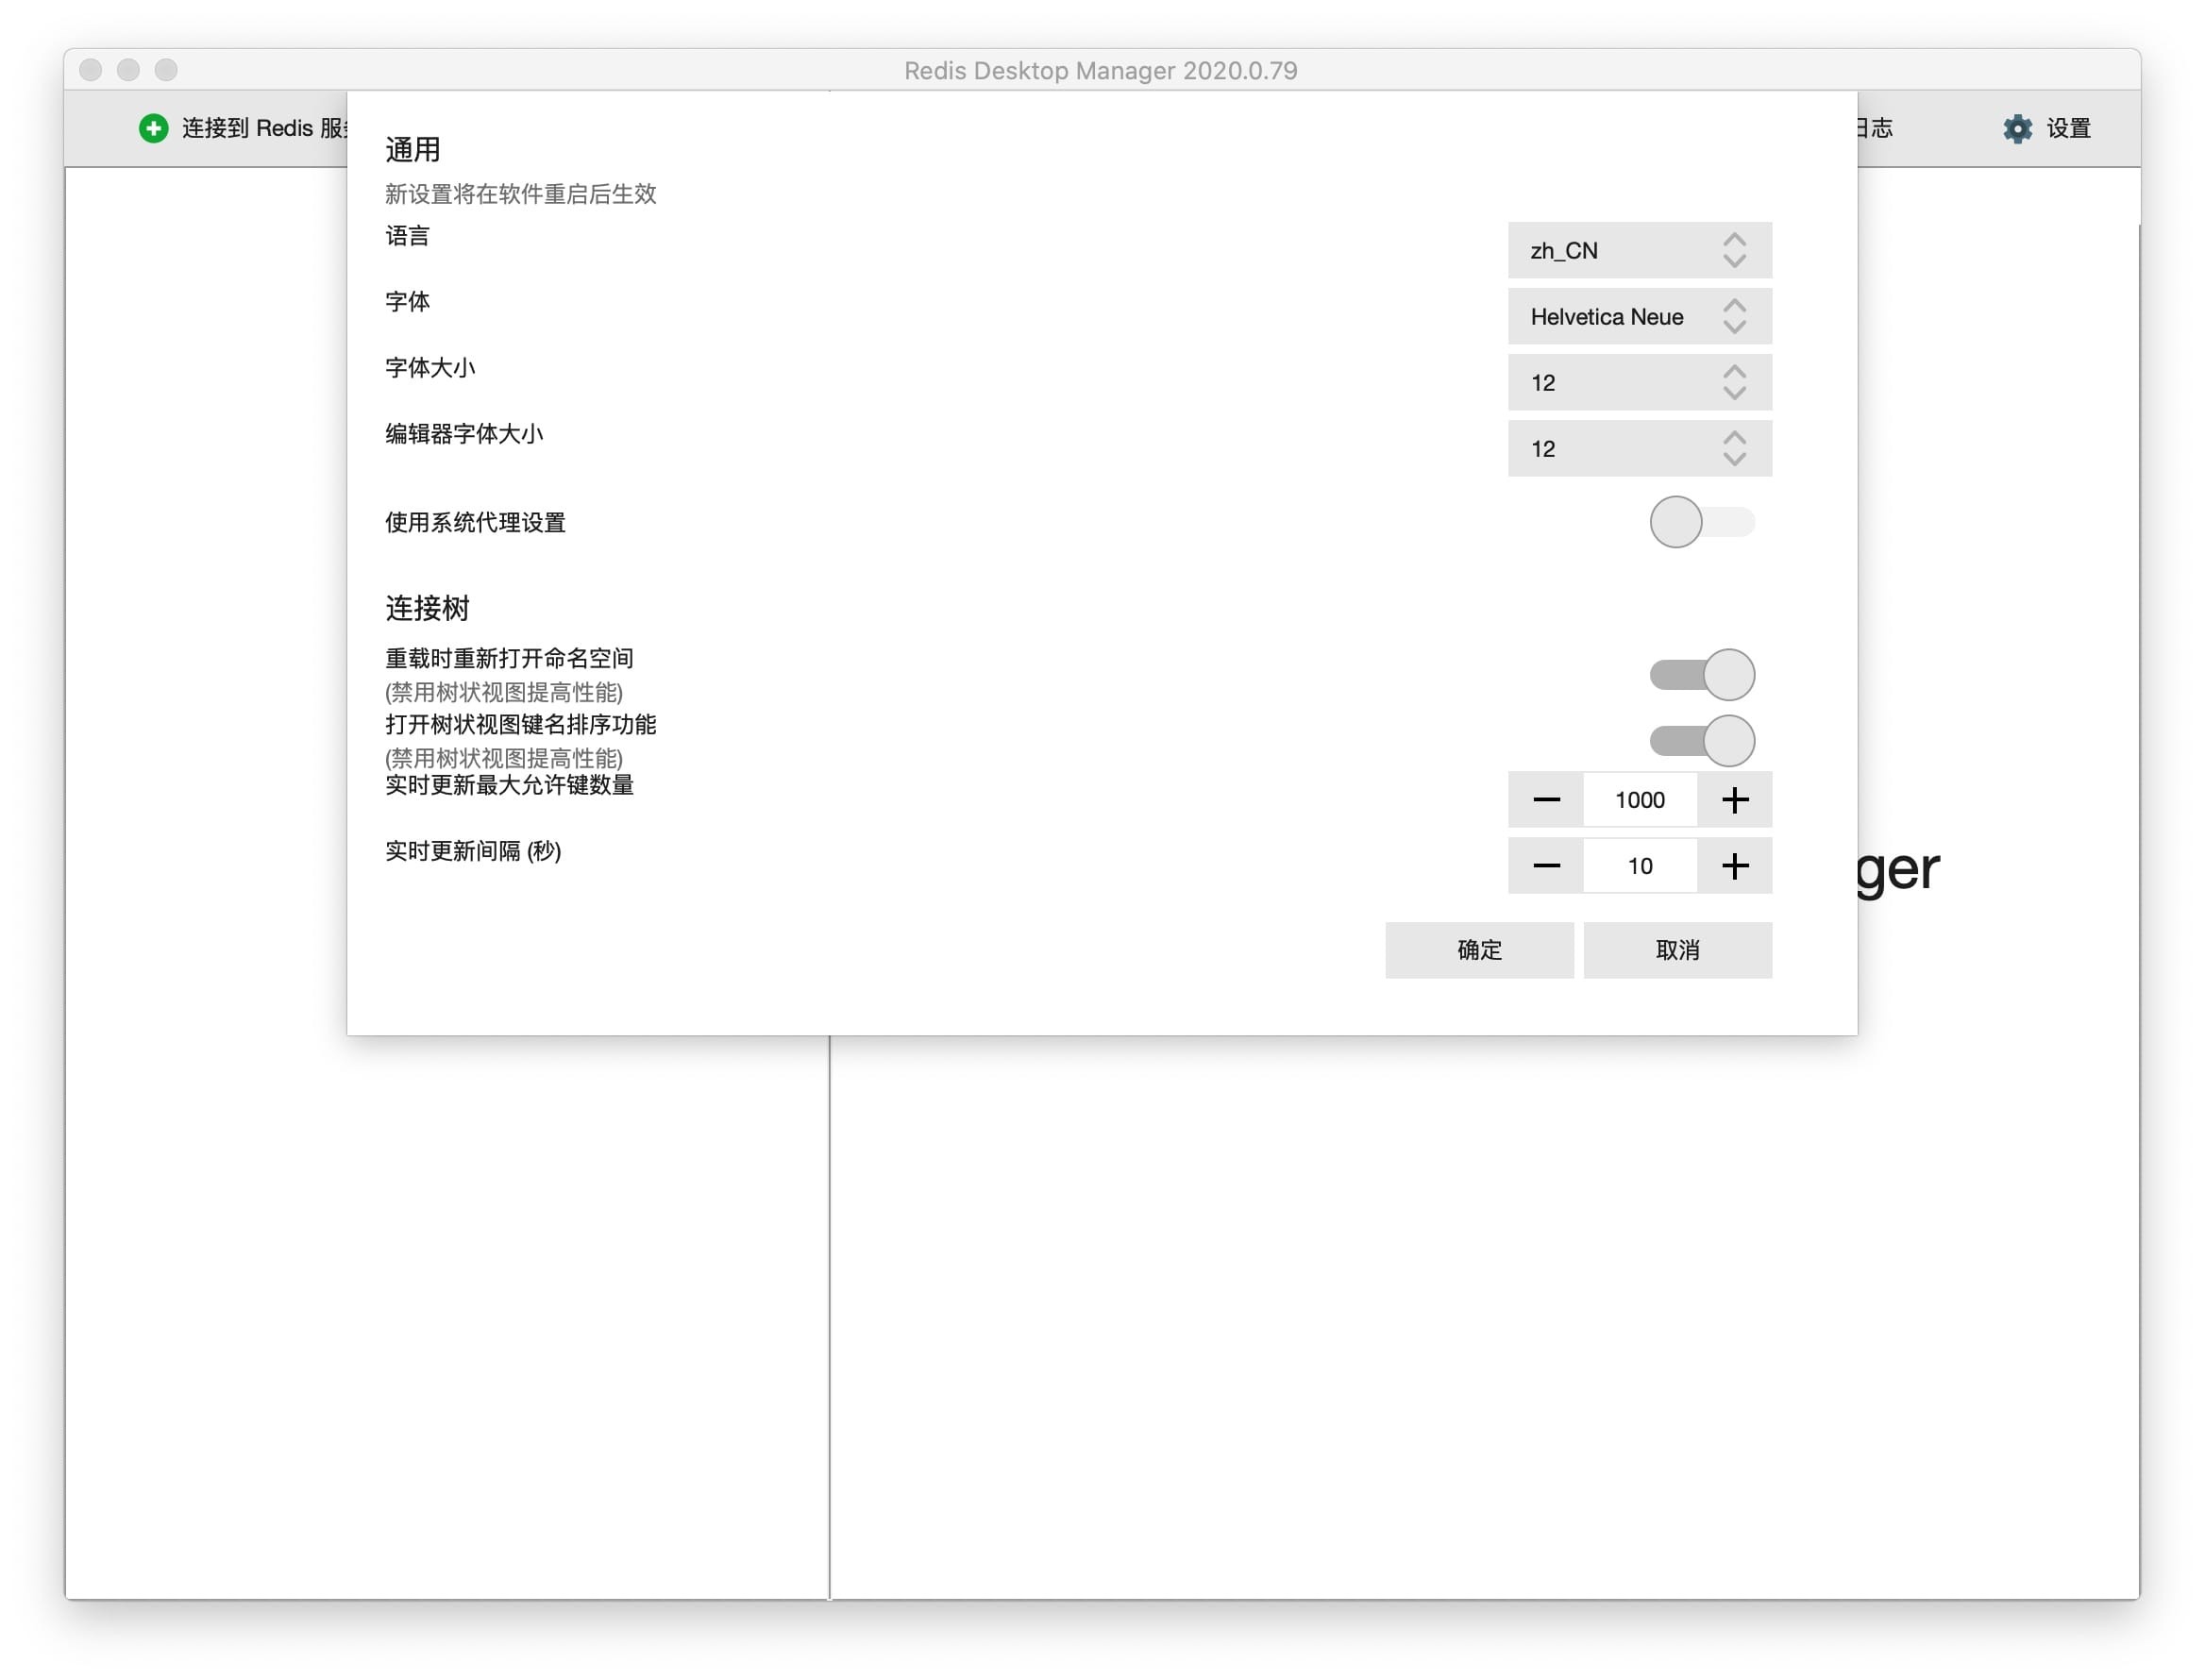 Redis Desktop Manager 2020.0.79
连接到 Redis 服
日志
设置
通用
新设置将在软件重启后生效
语言
zh_CN
字体
Helvetica Neue
字体大小
12
编辑器字体大小
12
使用系统代理设置
连接树
重载时重新打开命名空间
(禁用树状视图提高性能)
打开树状视图键名排序功能
(禁用树状视图提高性能)
实时更新最大允许键数量
1000
实时更新间隔 (秒)
10
ger
确定
取消